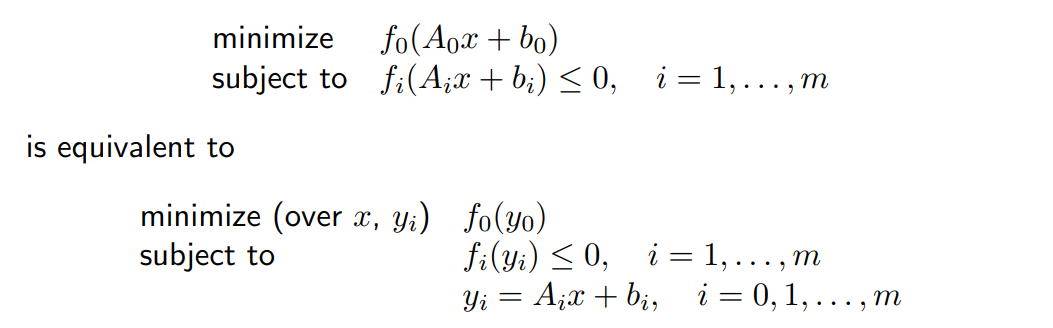 minimize f₀(A₀x + b₀)
subject to fᵢ(Aᵢx + bᵢ) ≤ 0, i = 1, . . . , m
is equivalent to
minimize (over x, yᵢ) f₀(y₀)
subject to fᵢ(yᵢ) ≤ 0, i = 1, . . . , m
yᵢ = Aᵢx + bᵢ, i = 0, 1, . . . , m